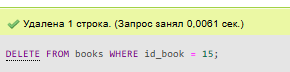 Удалена 1 строка. (Запрос занял 0,0061 сек.)
DELETE FROM books WHERE id_book = 15;